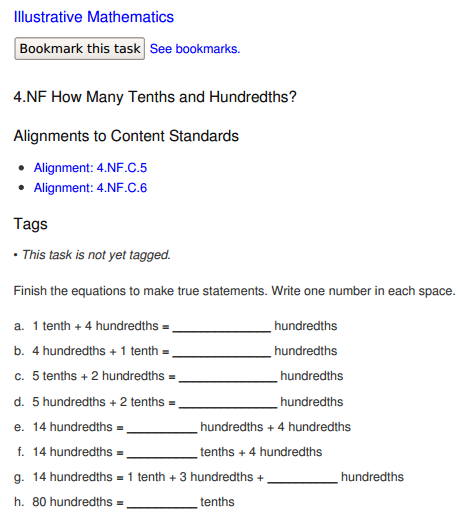 Illustrative Mathematics
Bookmark this task See bookmarks.
4.NF How Many Tenths and Hundredths?
Alignments to Content Standards
• Alignment: 4.NF.C.5
• Alignment: 4.NF.C.6
Tags
• This task is not yet tagged.
Finish the equations to make true statements. Write one number in each space.
a. 1 tenth + 4 hundredths = ______________ hundredths
b. 4 hundredths + 1 tenth = ______________ hundredths
c. 5 tenths + 2 hundredths = ______________ hundredths
d. 5 hundredths + 2 tenths = ______________ hundredths
e. 14 hundredths = __________ hundredths + 4 hundredths
f. 14 hundredths = __________ tenths + 4 hundredths
g. 14 hundredths = 1 tenth + 3 hundredths + __________ hundredths
h. 80 hundredths = __________ tenths